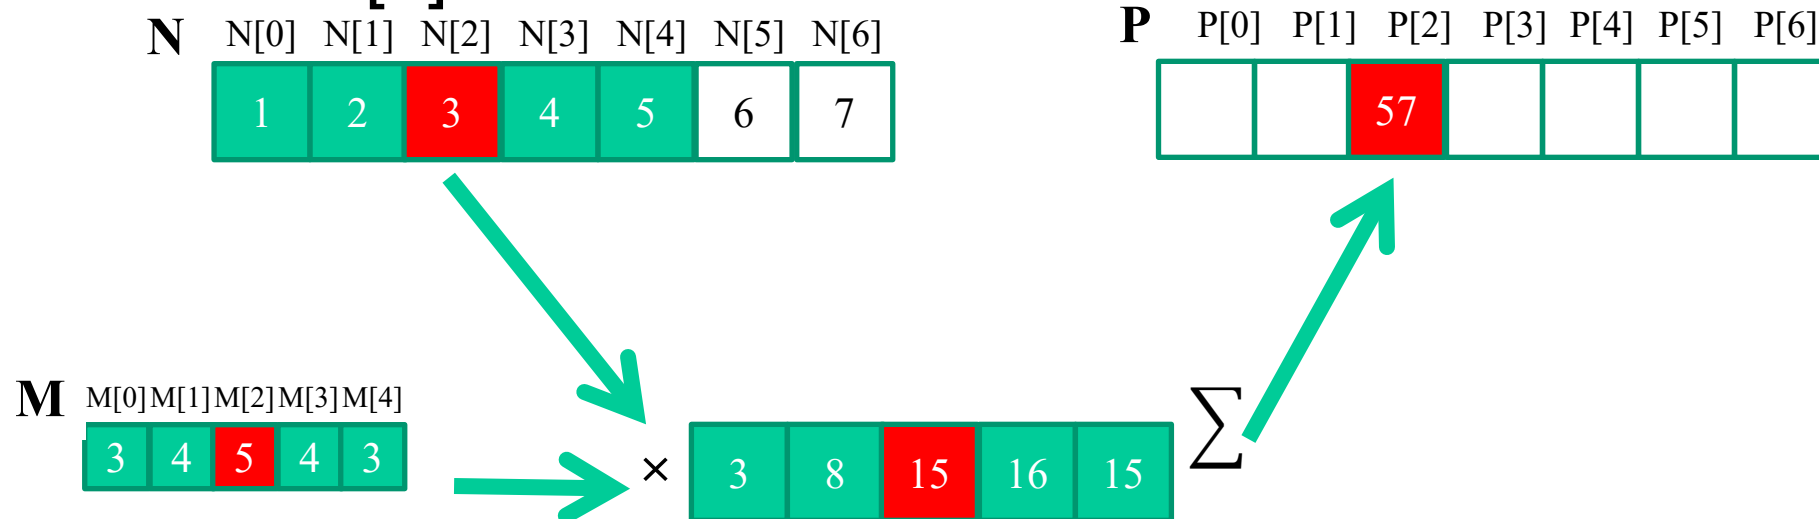 N N[0] N[1] N[2] N[3] N[4] N[5] N[6]
1 2 3 4 5 6 7
P P[0] P[1] P[2] P[3] P[4] P[5] P[6]
57
M M[0] M[1] M[2] M[3] M[4]
3 4 5 4 3
× 3 8 15 16 15 ∑